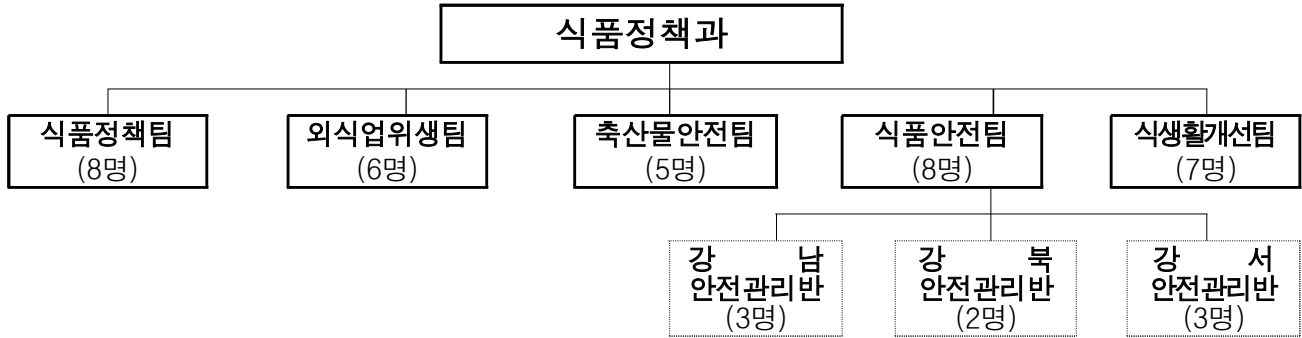 식품정책과
식품정책팀
(8명)
외식업위생팀
(6명)
축산물안전팀
(5명)
식품안전팀
(8명)
식생활개선팀
(7명)
강 남
안전관리반
(3명)
강 북
안전관리반
(2명)
강 서
안전관리반
(3명)